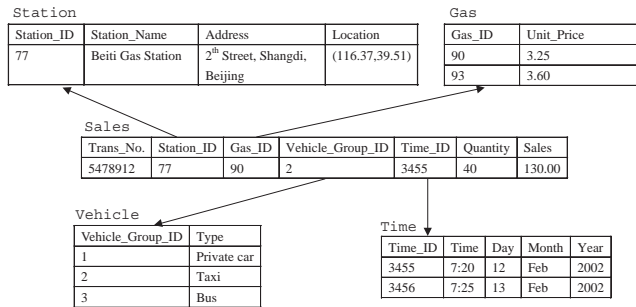 Station
Station_ID Station_Name Address Location
77 Beiti Gas Station 2th Street, Shangdi, Beijing (116.37,39.51)
Gas
Gas_ID Unit_Price
90 3.25
93 3.60
Sales
Trans_No. Station_ID Gas_ID Vehicle_Group_ID Time_ID Quantity Sales
5478912 77 90 2 3455 40 130.00
Vehicle
Vehicle_Group_ID Type
1 Private car
2 Taxi
3 Bus
Time
Time_ID Time Day Month Year
3455 7:20 12 Feb 2002
3456 7:25 13 Feb 2002